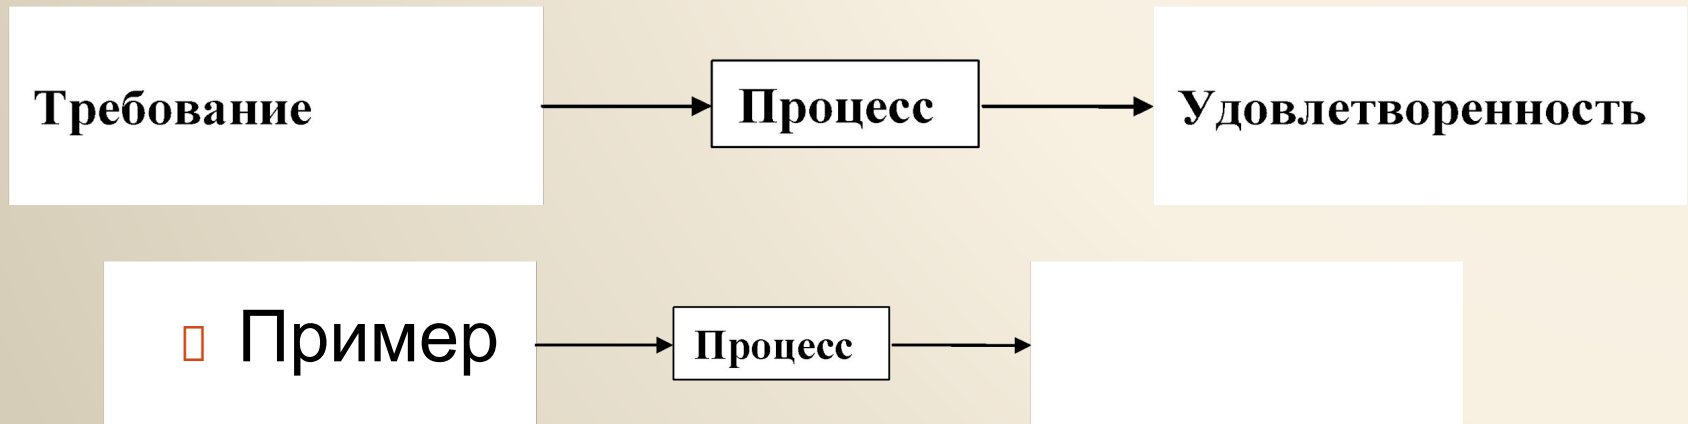 Требование
Процесс
Удовлетворенность
Пример
Процесс